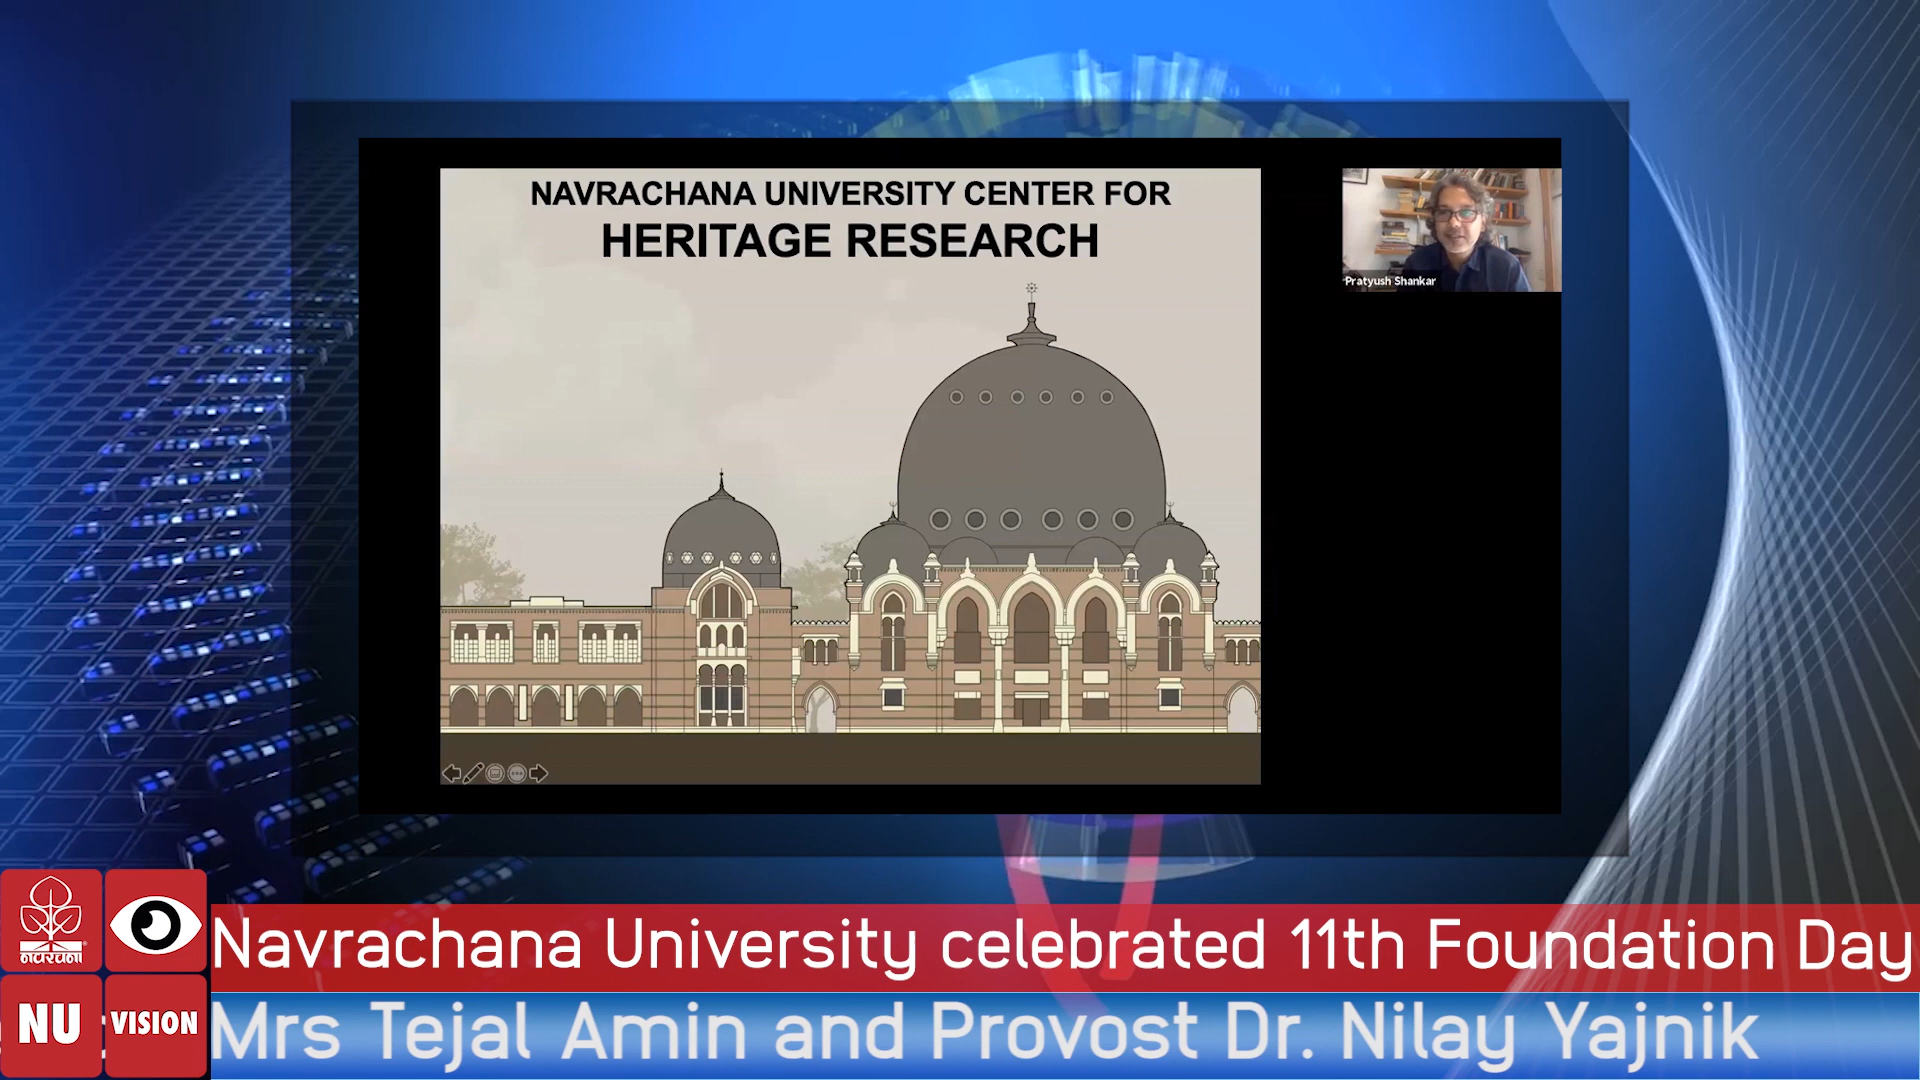 NAVRACHANA UNIVERSITY CENTER FOR
HERITAGE RESEARCH
Pratyush Shankar
नवरचना
NU
VISION
Navrachana University celebrated 11th Foundation Day
Mrs Tejal Amin and Provost Dr. Nilay Yajnik